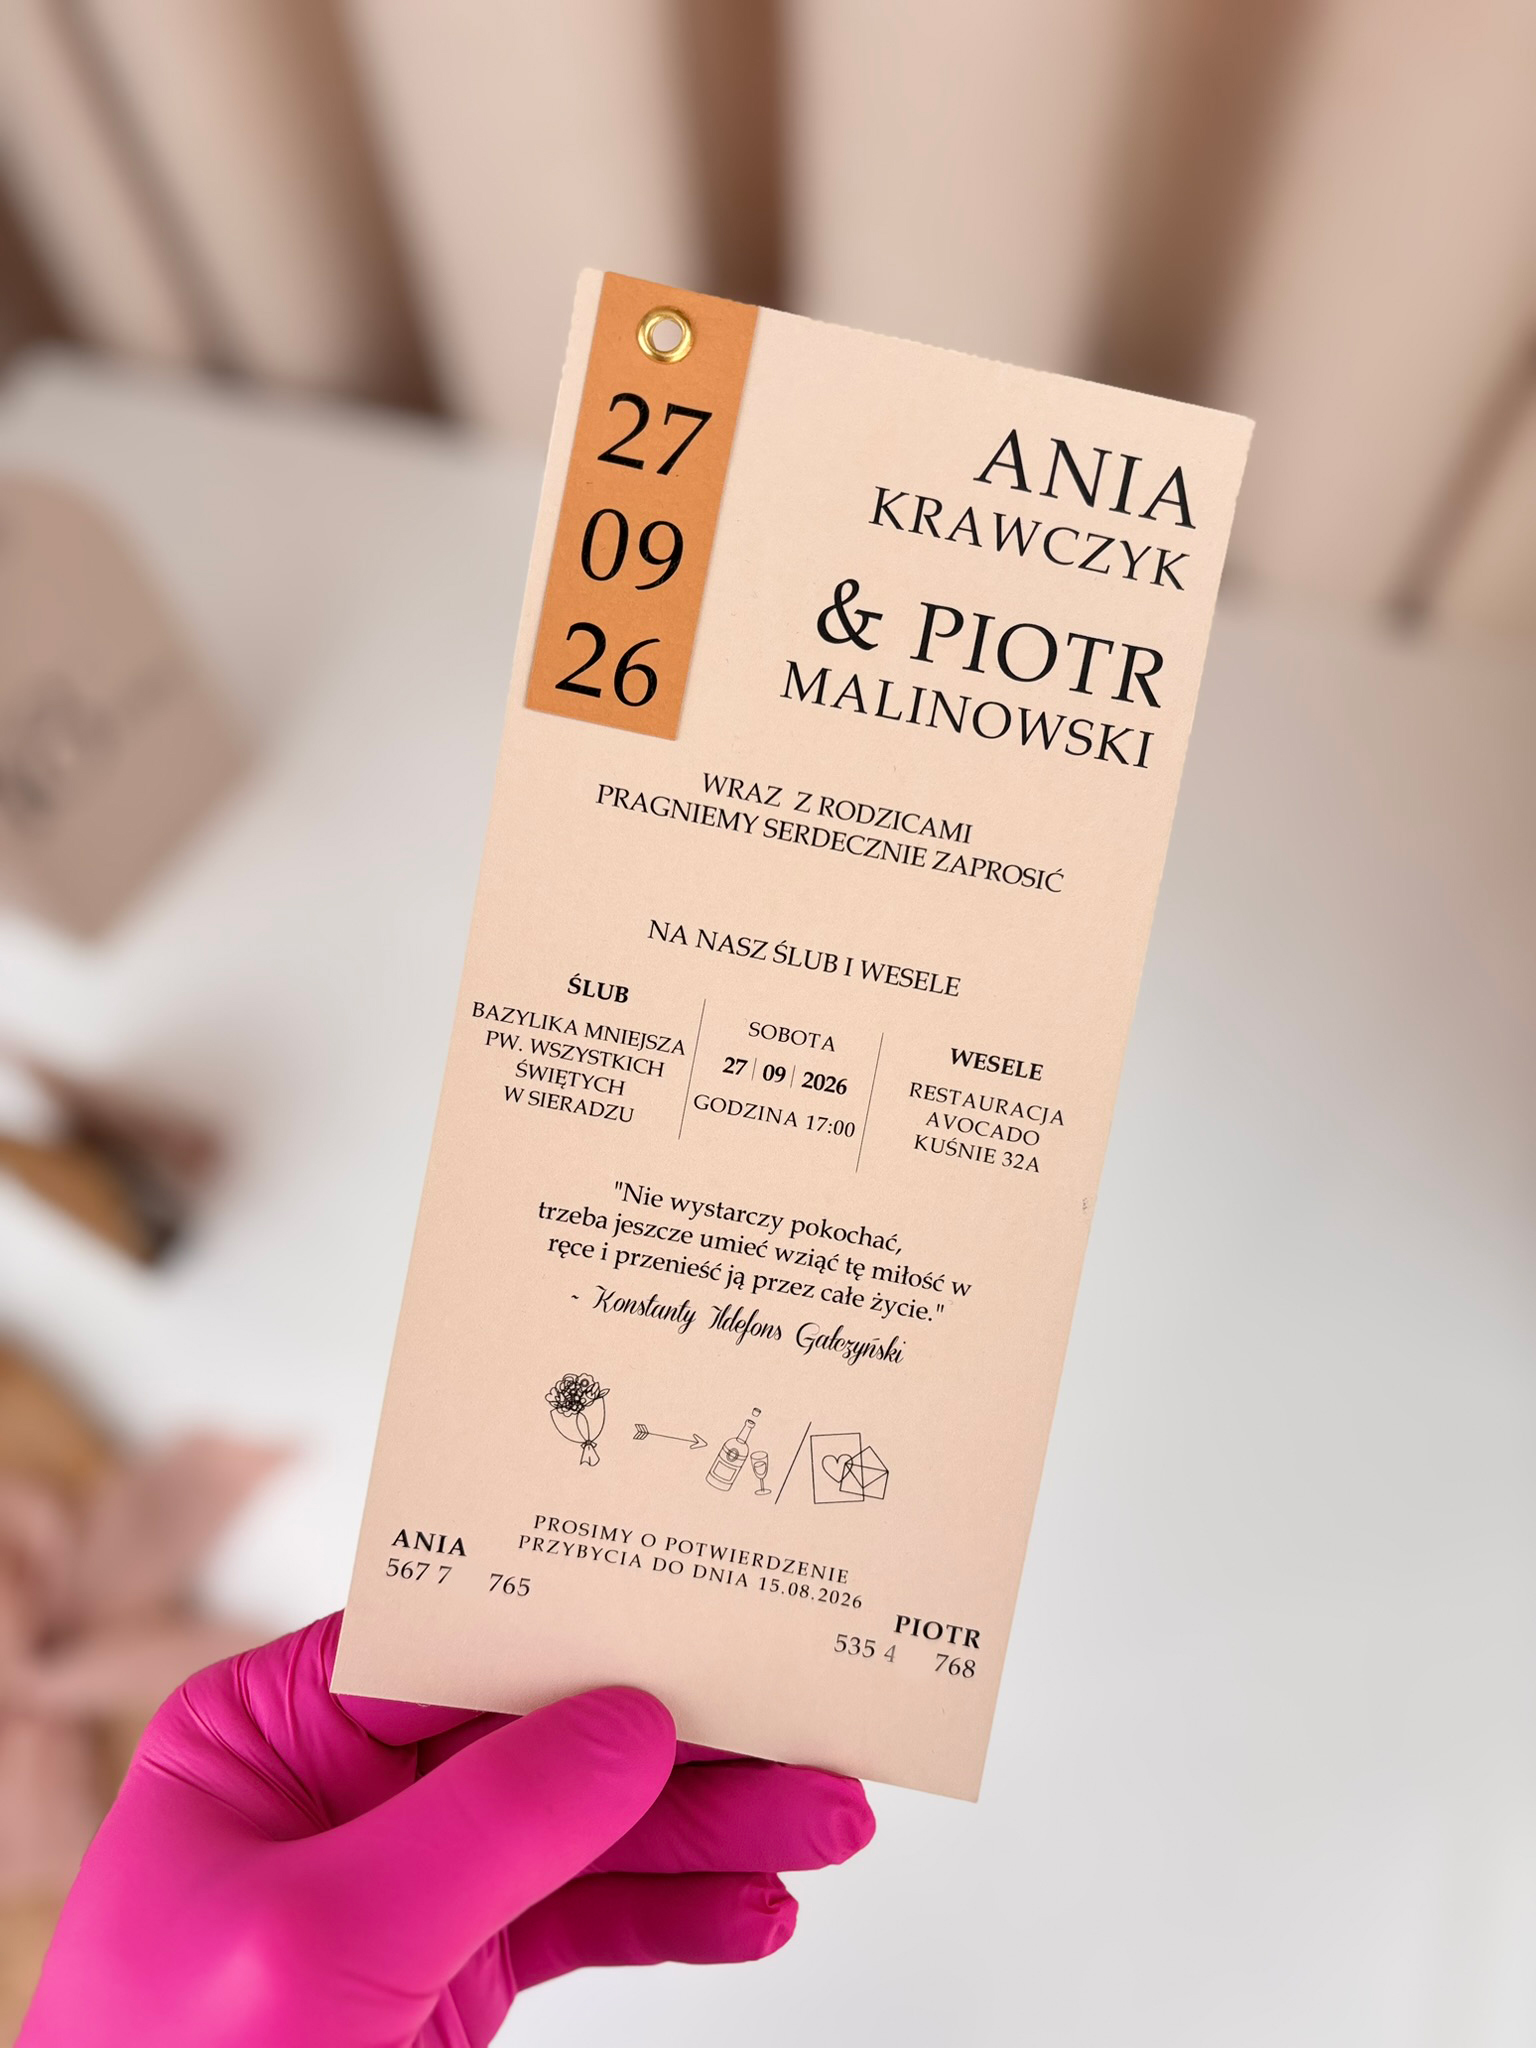 27
09
26
ANIA
KRAWCZYK
& PIOTR
MALINOWSKI
WRAZ Z RODZICAMI
PRAGNIEMY SERDECZNIE ZAPROSIĆ
NA NASZ ŚLUB I WESELE
ŚLUB
BAZYLIKA MNIEJSZA
PW. WSZYSTKICH
ŚWIĘTYCH
W SIERADZU
SOBOTA
27 | 09 | 2026
GODZINA 17:00
WESELE
RESTAURACJA
AVOCADO
KUŚNIE 32A
"Nie wystarczy pokochać,
trzeba jeszcze umieć wziąć tę miłość w
ręce i przenieść ją przez całe życie."
~ Konstanty Ildefons Gałczyński
PROSIMY O POTWIERDZENIE
PRZYBYCIA DO DNIA 15.08.2026
ANIA
567 7 765
PIOTR
535 4 768